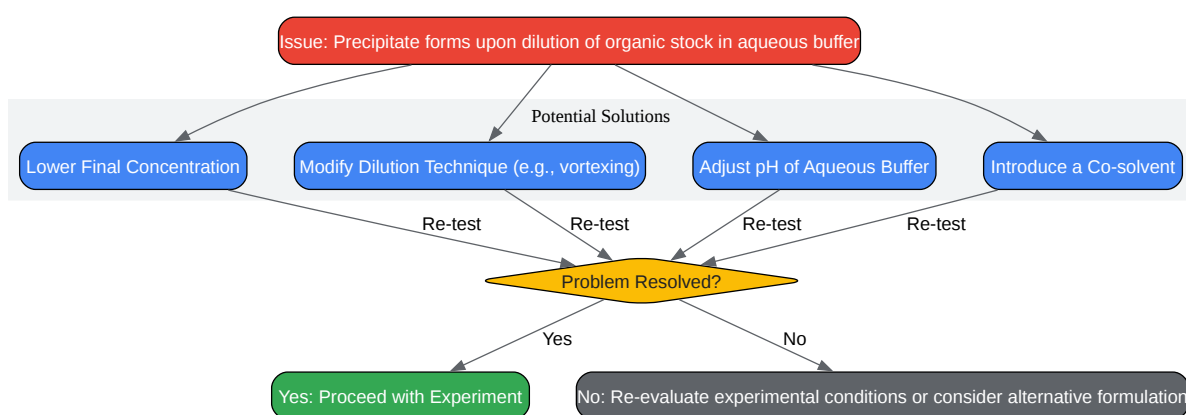 Issue: Precipitate forms upon dilution of organic stock in aqueous buffer
Potential Solutions
Lower Final Concentration
Modify Dilution Technique (e.g., vortexing)
Adjust pH of Aqueous Buffer
Introduce a Co-solvent
Re-test
Re-test
Re-test
Re-test
Problem Resolved?
Yes
No
Yes: Proceed with Experiment
No: Re-evaluate experimental conditions or consider alternative formulation